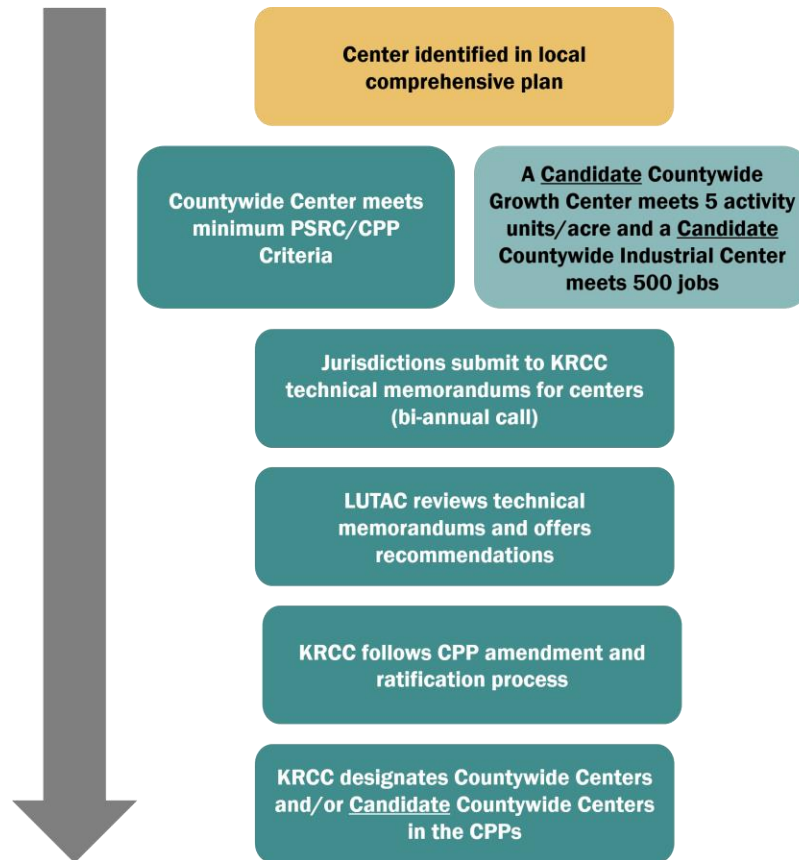 Center identified in local
comprehensive plan
Countywide Center meets
minimum PSRC/CPP
Criteria
A Candidate Countywide
Growth Center meets 5 activity
units/acre and a Candidate
Countywide Industrial Center
meets 500 jobs
Jurisdictions submit to KRCC
technical memorandums for centers
(bi-annual call)
LUTAC reviews technical
memorandums and offers
recommendations
KRCC follows CPP amendment and
ratification process
KRCC designates Countywide Centers
and/or Candidate Countywide Centers
in the CPPs